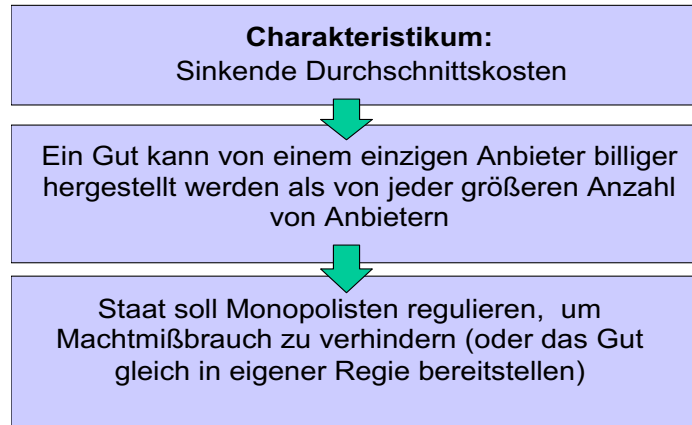 Charakteristikum:
Sinkende Durchschnittskosten
Ein Gut kann von einem einzigen Anbieter billiger
hergestellt werden als von jeder größeren Anzahl
von Anbietern
Staat soll Monopolisten regulieren,  um
Machtmißbrauch zu verhindern (oder das Gut
gleich in eigener Regie bereitstellen)